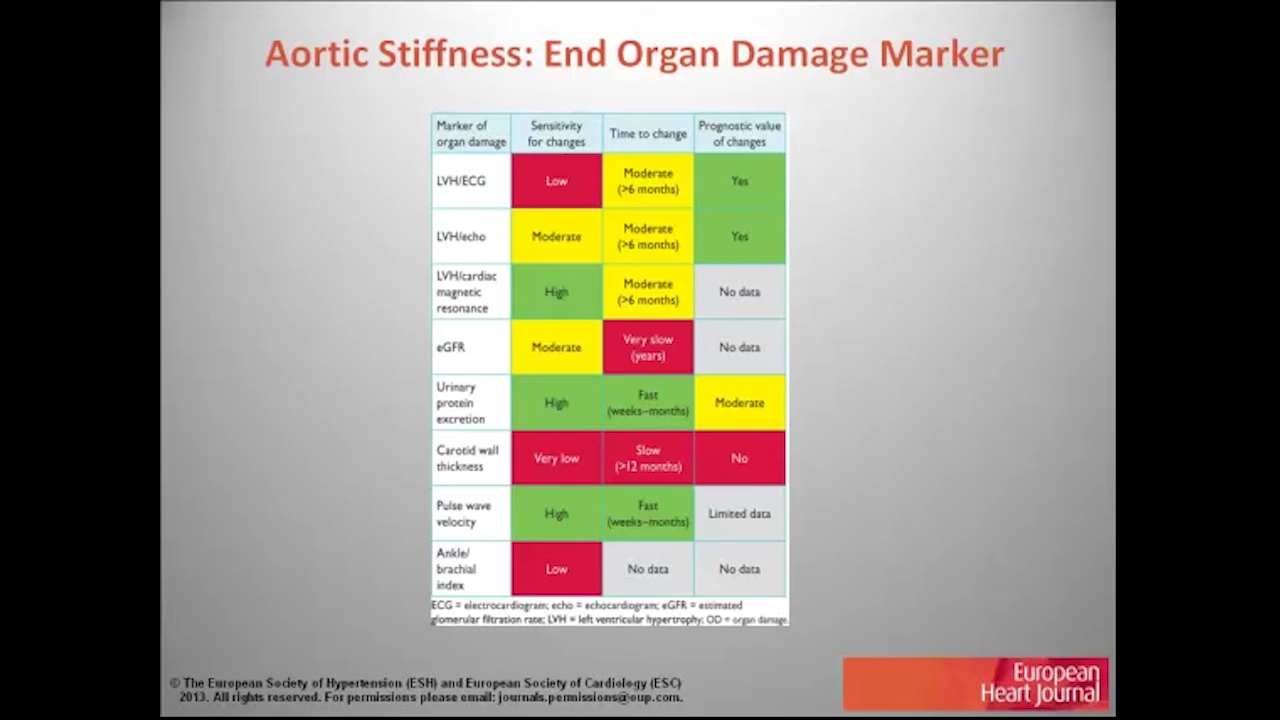 Aortic Stiffness: End Organ Damage Marker
Marker of
organ damage
Sensitivity
for changes
Time to change
Prognostic value
of changes
LVH/ECG
Low
Moderate
(>6 months)
Yes
LVH/echo
Moderate
Moderate
(>6 months)
Yes
LVH/cardiac
magnetic
resonance
High
Moderate
(>6 months)
No data
eGFR
Moderate
Very slow
(years)
No data
Urinary
protein
excretion
High
Fast
(weeks–months)
Moderate
Carotid wall
thickness
Very low
Slow
(>12 months)
No
Pulse wave
velocity
High
Fast
(weeks–months)
Limited data
Ankle/
brachial
index
Low
No data
No data
ECG = electrocardiogram; echo = echocardiogram; eGFR = estimated
glomerular filtration rate; LVH = left ventricular hypertrophy; OD = organ damage.
© The European Society of Hypertension (ESH) and European Society of Cardiology (ESC)
2013. All rights reserved. For permissions please email: journals.permissions@oup.com.
European
Heart Journal